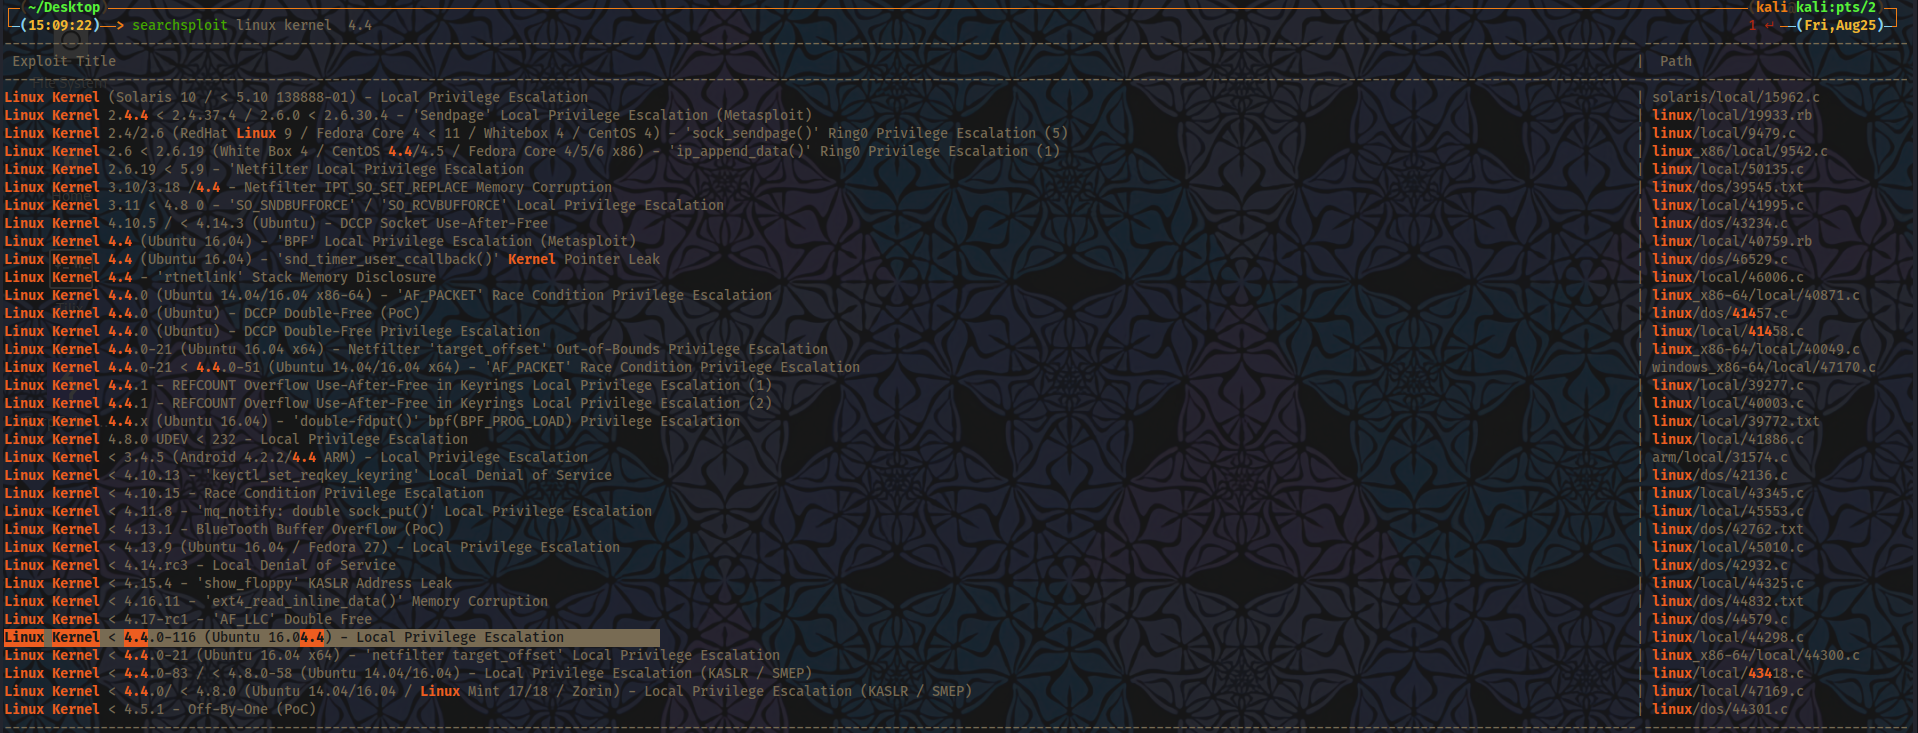 ~/Desktop kali kali:pts/2
(15:09:22)—> searchsploit linux kernel  4.4 1 ↵ —(Fri,Aug25)
Exploit Title | Path
Linux Kernel (Solaris 10 / < 5.10 138888-01) - Local Privilege Escalation | solaris/local/15962.c
Linux Kernel 2.4.4 < 2.4.37.4 / 2.6.0 < 2.6.30.4 - 'Sendpage' Local Privilege Escalation (Metasploit) | linux/local/19933.rb
Linux Kernel 2.4/2.6 (RedHat Linux 9 / Fedora Core 4 < 11 / Whitebox 4 / CentOS 4) - 'sock_sendpage()' Ring0 Privilege Escalation (5) | linux/local/9479.c
Linux Kernel 2.6 < 2.6.19 (White Box 4 / CentOS 4.4/4.5 / Fedora Core 4/5/6 x86) - 'ip_append_data()' Ring0 Privilege Escalation (1) | linux_x86/local/9542.c
Linux Kernel 2.6.19 < 5.9 - 'Netfilter Local Privilege Escalation | linux/local/50135.c
Linux Kernel 3.10/3.18 /4.4 - Netfilter IPT_SO_SET_REPLACE Memory Corruption | linux/dos/39545.txt
Linux Kernel 3.11 < 4.8 0 - 'SO_SNDBUFFORCE' / 'SO_RCVBUFFORCE' Local Privilege Escalation | linux/local/41995.c
Linux Kernel 4.10.5 / < 4.14.3 (Ubuntu) - DCCP Socket Use-After-Free | linux/dos/43234.c
Linux Kernel 4.4 (Ubuntu 16.04) - 'BPF' Local Privilege Escalation (Metasploit) | linux/local/40759.rb
Linux Kernel 4.4 (Ubuntu 16.04) - 'snd_timer_user_ccallback()' Kernel Pointer Leak | linux/dos/46529.c
Linux Kernel 4.4 - 'rtnetlink' Stack Memory Disclosure | linux/local/46006.c
Linux Kernel 4.4.0 (Ubuntu 14.04/16.04 x86-64) - 'AF_PACKET' Race Condition Privilege Escalation | linux_x86-64/local/40871.c
Linux Kernel 4.4.0 (Ubuntu) - DCCP Double-Free (PoC) | linux/dos/41457.c
Linux Kernel 4.4.0 (Ubuntu) - DCCP Double-Free Privilege Escalation | linux/local/41458.c
Linux Kernel 4.4.0-21 (Ubuntu 16.04 x64) - Netfilter 'target_offset' Out-of-Bounds Privilege Escalation | linux_x86-64/local/40049.c
Linux Kernel 4.4.0-21 < 4.4.0-51 (Ubuntu 14.04/16.04 x64) - 'AF_PACKET' Race Condition Privilege Escalation | windows_x86-64/local/47170.c
Linux Kernel 4.4.1 - REFCOUNT Overflow Use-After-Free in Keyrings Local Privilege Escalation (1) | linux/local/39277.c
Linux Kernel 4.4.1 - REFCOUNT Overflow Use-After-Free in Keyrings Local Privilege Escalation (2) | linux/local/40003.c
Linux Kernel 4.4.x (Ubuntu 16.04) - 'double-fdput()' bpf(BPF_PROG_LOAD) Privilege Escalation | linux/local/39772.txt
Linux Kernel 4.8.0 UDEV < 232 - Local Privilege Escalation | linux/local/41886.c
Linux Kernel < 3.4.5 (Android 4.2.2/4.4 ARM) - Local Privilege Escalation | arm/local/31574.c
Linux Kernel < 4.10.13 - 'keyctl_set_reqkey_keyring' Local Denial of Service | linux/dos/42136.c
Linux kernel < 4.10.15 - Race Condition Privilege Escalation | linux/local/43345.c
Linux Kernel < 4.11.8 - 'mq_notify: double sock_put()' Local Privilege Escalation | linux/local/45553.c
Linux Kernel < 4.13.1 - BlueTooth Buffer Overflow (PoC) | linux/dos/42762.txt
Linux Kernel < 4.13.9 (Ubuntu 16.04 / Fedora 27) - Local Privilege Escalation | linux/local/45010.c
Linux Kernel < 4.14.rc3 - Local Denial of Service | linux/dos/42932.c
Linux Kernel < 4.15.4 - 'show_floppy' KASLR Address Leak | linux/local/44325.c
Linux Kernel < 4.16.11 - 'ext4_read_inline_data()' Memory Corruption | linux/dos/44832.txt
Linux Kernel < 4.17-rc1 - 'AF_LLC' Double Free | linux/dos/44579.c
Linux Kernel < 4.4.0-116 (Ubuntu 16.04.4) - Local Privilege Escalation | linux/local/44298.c
Linux Kernel < 4.4.0-21 (Ubuntu 16.04 x64) - 'netfilter target_offset' Local Privilege Escalation | linux_x86-64/local/44300.c
Linux Kernel < 4.4.0-83 / < 4.8.0-58 (Ubuntu 14.04/16.04) - Local Privilege Escalation (KASLR / SMEP) | linux/local/43418.c
Linux Kernel < 4.4.0/ < 4.8.0 (Ubuntu 14.04/16.04 / Linux Mint 17/18 / Zorin) - Local Privilege Escalation (KASLR / SMEP) | linux/local/47169.c
Linux Kernel < 4.5.1 - Off-By-One (PoC) | linux/dos/44301.c